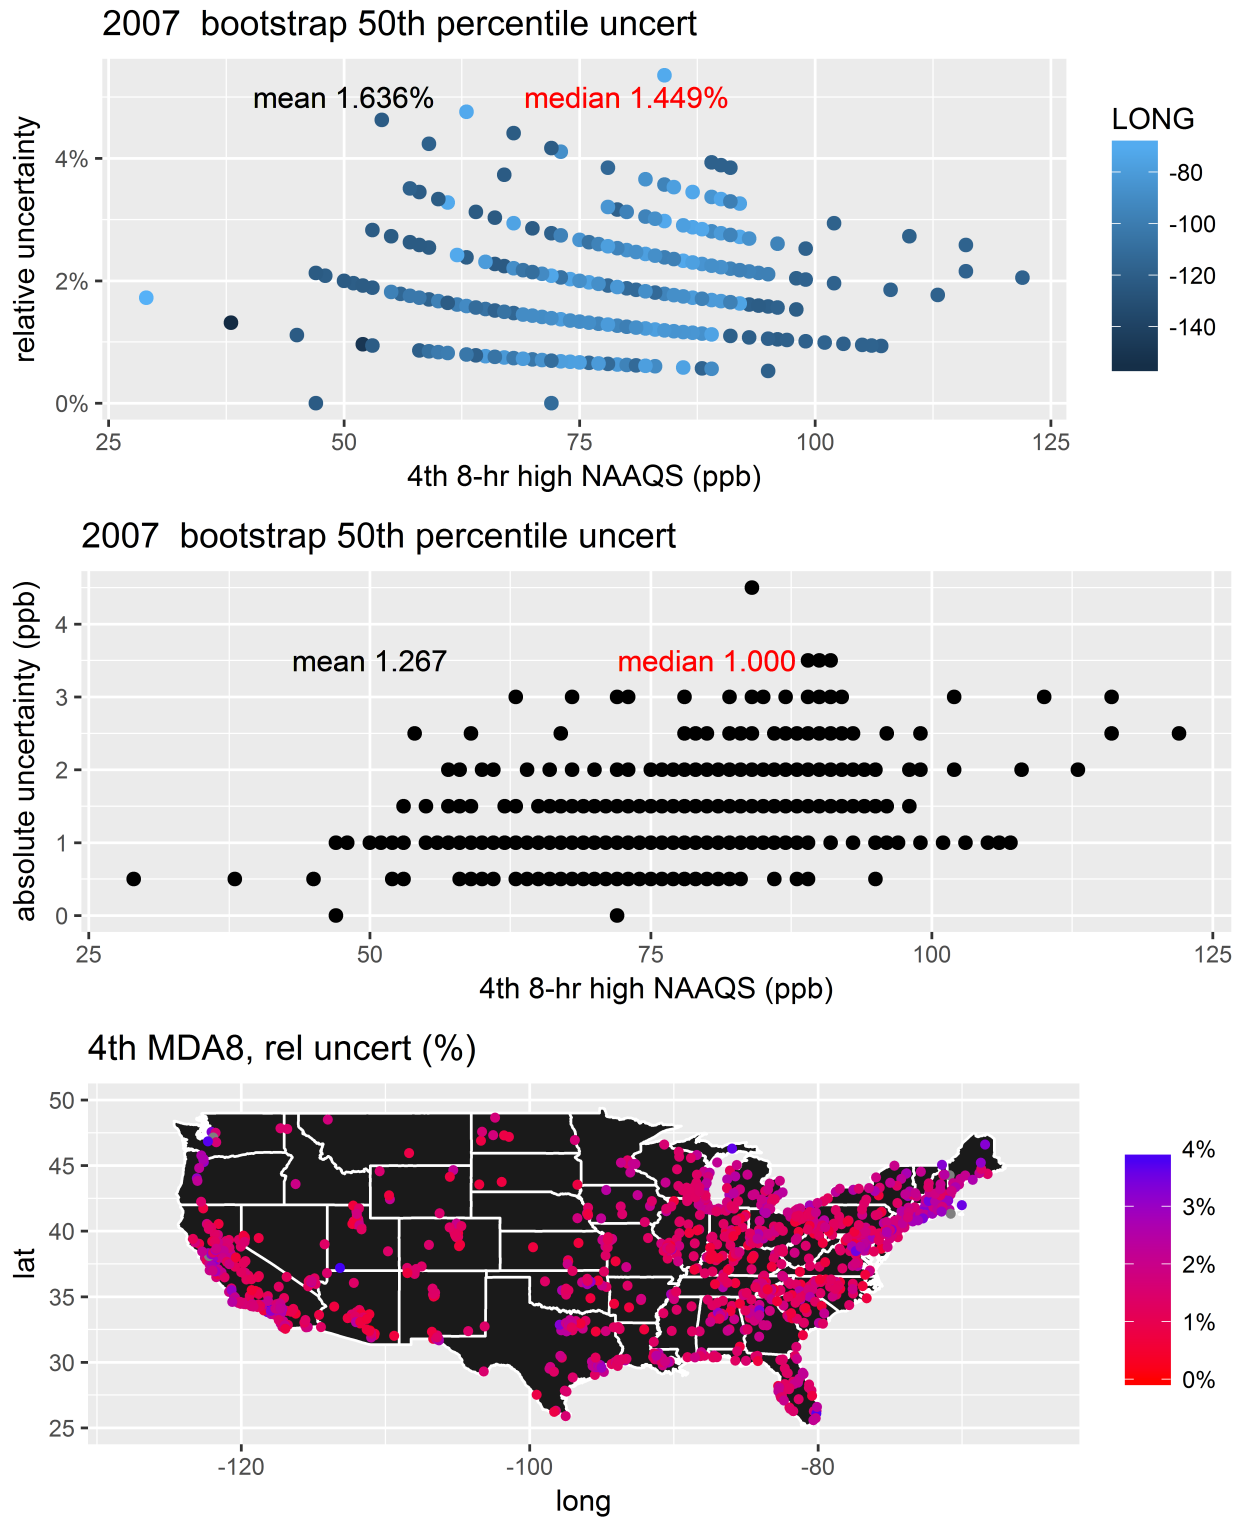 2007  bootstrap 50th percentile uncert
mean 1.636%
median 1.449%
relative uncertainty
4%
2%
0%
25
50
75
100
125
4th 8-hr high NAAQS (ppb)
LONG
-80
-100
-120
-140
2007  bootstrap 50th percentile uncert
mean 1.267
median 1.000
absolute uncertainty (ppb)
4
3
2
1
0
25
50
75
100
125
4th 8-hr high NAAQS (ppb)
4th MDA8, rel uncert (%)
lat
50
45
40
35
30
25
-120
-100
-80
long
4%
3%
2%
1%
0%